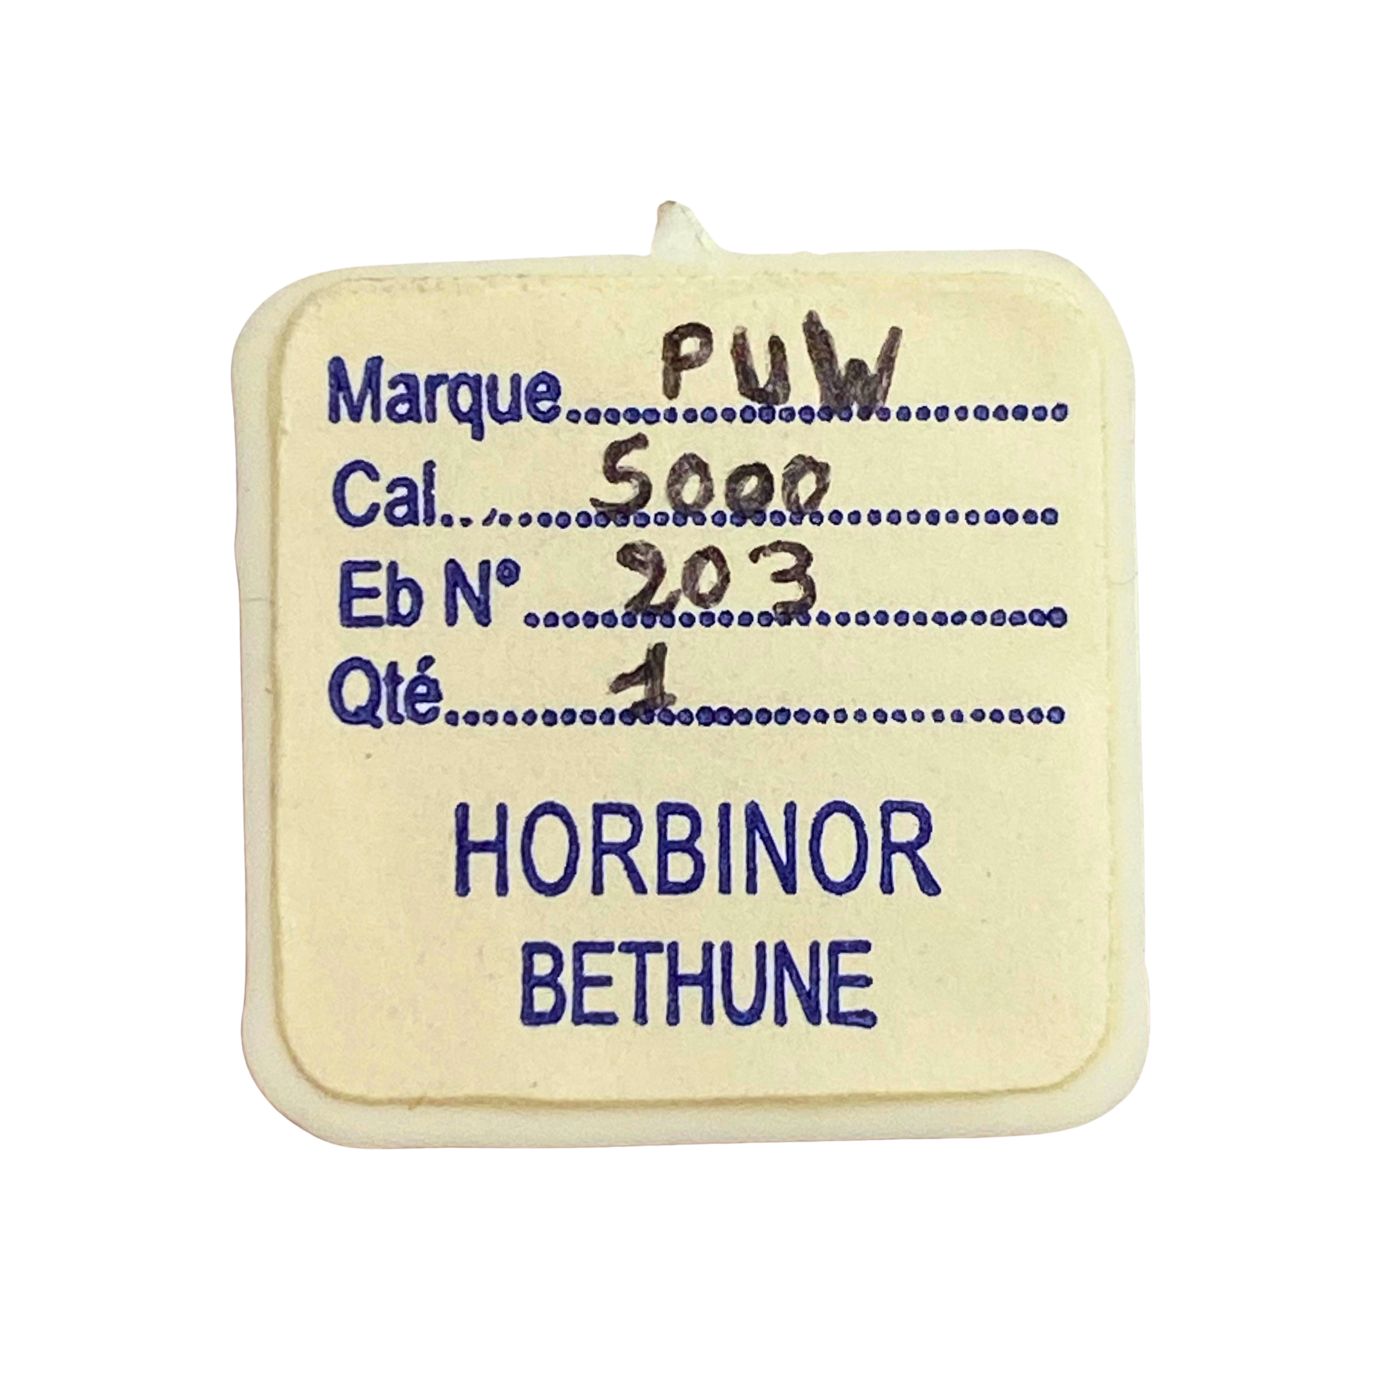 Marque........PUW........
Cal........5000........
Eb N°........203........
Qté........1........
HORBINOR
BETHUNE